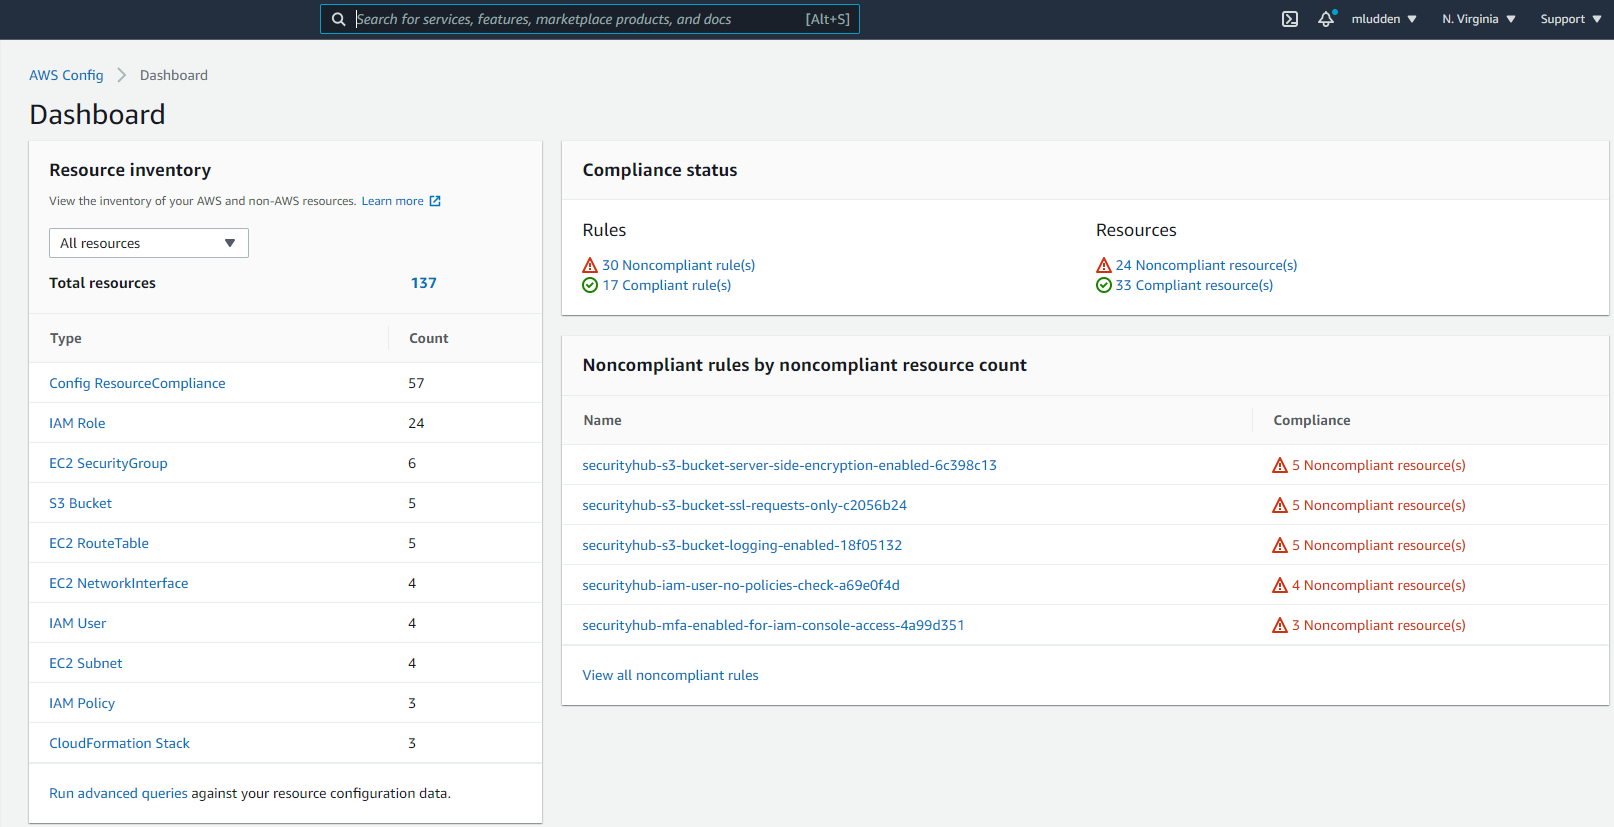 Search for services, features, marketplace products, and docs [Alt+S]
mludden N. Virginia Support
AWS Config Dashboard
Dashboard
Resource inventory
View the inventory of your AWS and non-AWS resources. Learn more
All resources
Total resources 137
Type Count
Config ResourceCompliance 57
IAM Role 24
EC2 SecurityGroup 6
S3 Bucket 5
EC2 RouteTable 5
EC2 NetworkInterface 4
IAM User 4
EC2 Subnet 4
IAM Policy 3
CloudFormation Stack 3
Run advanced queries against your resource configuration data.
Compliance status
Rules
30 Noncompliant rule(s)
17 Compliant rule(s)
Resources
24 Noncompliant resource(s)
33 Compliant resource(s)
Noncompliant rules by noncompliant resource count
Name Compliance
securityhub-s3-bucket-server-side-encryption-enabled-6c398c13 5 Noncompliant resource(s)
securityhub-s3-bucket-ssl-requests-only-c2056b24 5 Noncompliant resource(s)
securityhub-s3-bucket-logging-enabled-18f05132 5 Noncompliant resource(s)
securityhub-iam-user-no-policies-check-a69e0f4d 4 Noncompliant resource(s)
securityhub-mfa-enabled-for-iam-console-access-4a99d351 3 Noncompliant resource(s)
View all noncompliant rules